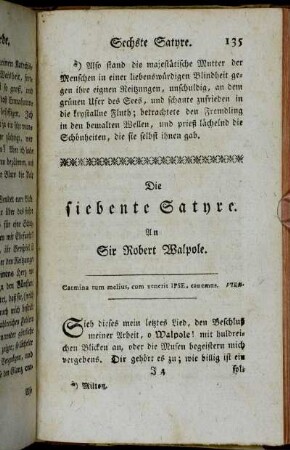 Sechste Satyre. 135
*) Also stand die majestätische Mutter der
Menschen in einer liebenswürdigen Blindheit ge
gen ihre eignen Reitzungen, unschuldig, an dem
grünen Ufer des Sees, und schaute zufrieden in
die krystallne Fluth; betrachtete den Fremdling
in den bemalten Wellen, und prieß lächelnd die
Schönheiten, die sie selbst ihnen gab.
Die
siebente Satyre.
An
Sir Robert Walpole.
Carmina tum melius, cum venerit IPSE, canemus. VIRG.
Sieh dieses mein letztes Lied, den Beschluß
meiner Arbeit, o Walpole! mit huldrei-
chen Blicken an, oder die Musen begeistern mich
vergebens. Dir gehört es zu; wie billig ist ein
J 4 sol-
*) Milton.